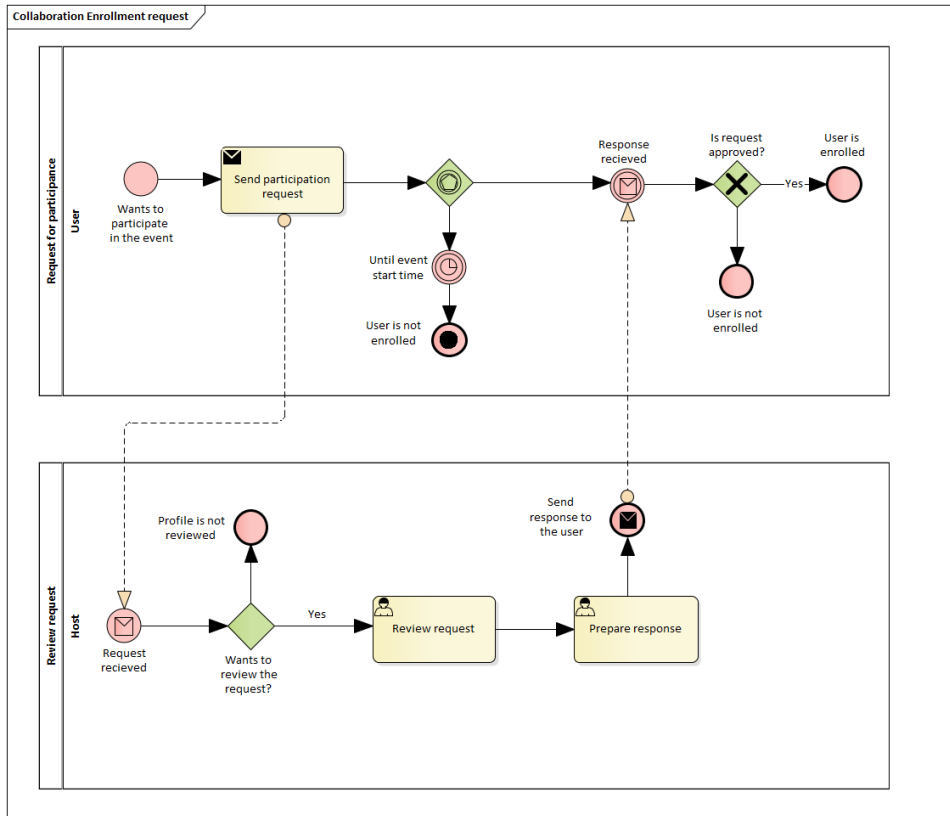 Collaboration Enrollment request
Request for participance
User
Wants to
participate
in the event
Send participation
request
Until event
start time
User is not
enrolled
Response
recieved
Is request
approved?
Yes
User is
enrolled
User is not
enrolled
Review request
Host
Request
recieved
Profile is not
reviewed
Wants to
review the
request?
Yes
Review request
Prepare response
Send
response to
the user